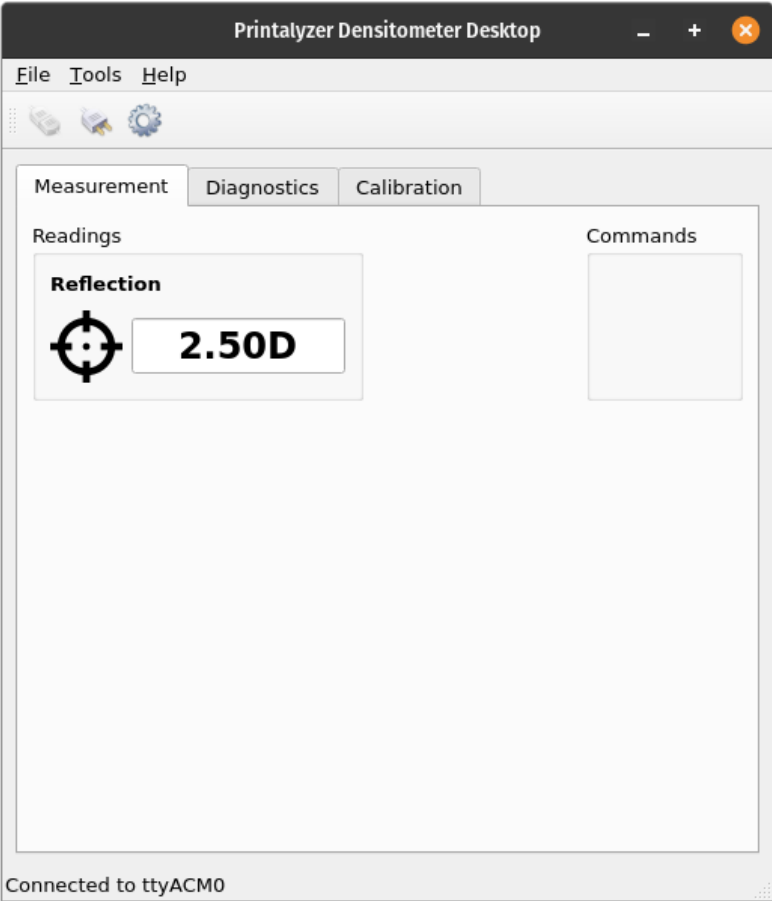 Printalyzer Densitometer Desktop
File Tools Help
Measurement Diagnostics Calibration
Readings Commands
Reflection
2.50D
Connected to ttyACM0